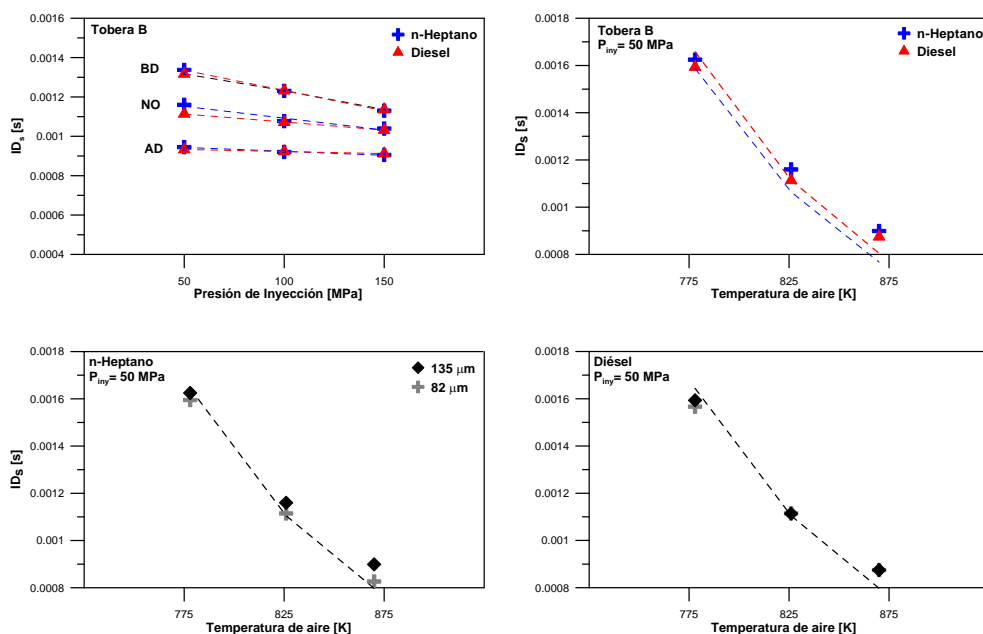 Tobera B
n-Heptano
Diesel
BD
NO
AD
0.0016
0.0014
0.0012
0.001
0.0008
0.0006
0.0004
IDs [s]
50
100
150
Presión de Inyección [MPa]
Tobera B
Piny= 50 MPa
n-Heptano
Diesel
0.0018
0.0016
0.0014
0.0012
0.001
0.0008
IDs [s]
775
825
875
Temperatura de aire [K]
n-Heptano
Piny= 50 MPa
135 μm
82 μm
0.0018
0.0016
0.0014
0.0012
0.001
0.0008
IDs [s]
775
825
875
Temperatura de aire [K]
Diésel
Piny= 50 MPa
0.0018
0.0016
0.0014
0.0012
0.001
0.0008
775
825
875
Temperatura de aire [K]